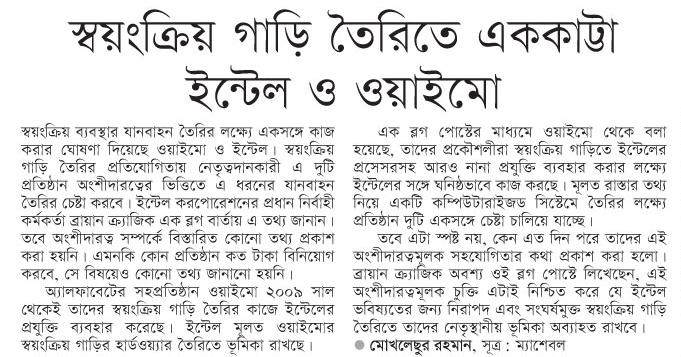 স্বয়ংক্রিয় গাড়ি তৈরিতে এককাট্টা
ইন্টেল ও ওয়াইমো
স্বয়ংক্রিয় ব্যবস্থার যানবাহন তৈরির লক্ষ্যে একসঙ্গে কাজ
করার ঘোষণা দিয়েছে ওয়াইমো ও ইন্টেল। স্বয়ংক্রিয়
গাড়ি তৈরির প্রতিযোগিতায় নেতৃত্বদানকারী এ দুটি
প্রতিষ্ঠান অংশীদারত্বের ভিত্তিতে এ ধরনের যানবাহন
তৈরির চেষ্টা করবে। ইন্টেল করপোরেশনের প্রধান নির্বাহী
কর্মকর্তা ব্রায়ান ক্র্যাজিক এক ব্লগ বার্তায় এ তথ্য জানান।
তবে অংশীদারত্ব সম্পর্কে বিস্তারিত কোনো তথ্য প্রকাশ
করা হয়নি। এমনকি কোন প্রতিষ্ঠান কত টাকা বিনিয়োগ
করবে, সে বিষয়েও কোনো তথ্য জানানো হয়নি।
অ্যালফাবেটের সহপ্রতিষ্ঠান ওয়াইমো ২০০৯ সাল
থেকেই তাদের স্বয়ংক্রিয় গাড়ি তৈরির কাজে ইন্টেলের
প্রযুক্তি ব্যবহার করেছে। ইন্টেল মূলত ওয়াইমোর
স্বয়ংক্রিয় গাড়ির হার্ডওয়্যার তৈরিতে ভূমিকা রাখছে।
এক ব্লগ পোস্টের মাধ্যমে ওয়াইমো থেকে বলা
হয়েছে, তাদের প্রকৌশলীরা স্বয়ংক্রিয় গাড়িতে ইন্টেলের
প্রসেসরসহ আরও নানা প্রযুক্তি ব্যবহার করার লক্ষ্যে
ইন্টেলের সঙ্গে ঘনিষ্ঠভাবে কাজ করছে। মূলত রাস্তার তথ্য
নিয়ে একটি কম্পিউটারাইজড সিস্টেমে তৈরির লক্ষ্যে
প্রতিষ্ঠান দুটি একসঙ্গে চেষ্টা চালিয়ে যাচ্ছে।
তবে এটা স্পষ্ট নয়, কেন এত দিন পরে তাদের এই
অংশীদারত্বমূলক সহযোগিতার কথা প্রকাশ করা হলো।
ব্রায়ান ক্র্যাজিক অবশ্য ওই ব্লগ পোস্টে লিখেছেন, এই
অংশীদারত্বমূলক চুক্তি এটাই নিশ্চিত করে যে ইন্টেল
ভবিষ্যতের জন্য নিরাপদ এবং সংঘর্ষমুক্ত স্বয়ংক্রিয় গাড়ি
তৈরিতে তাদের নেতৃস্থানীয় ভূমিকা অব্যাহত রাখবে।
● মোখলেছুর রহমান, সূত্র : ম্যাশেবল